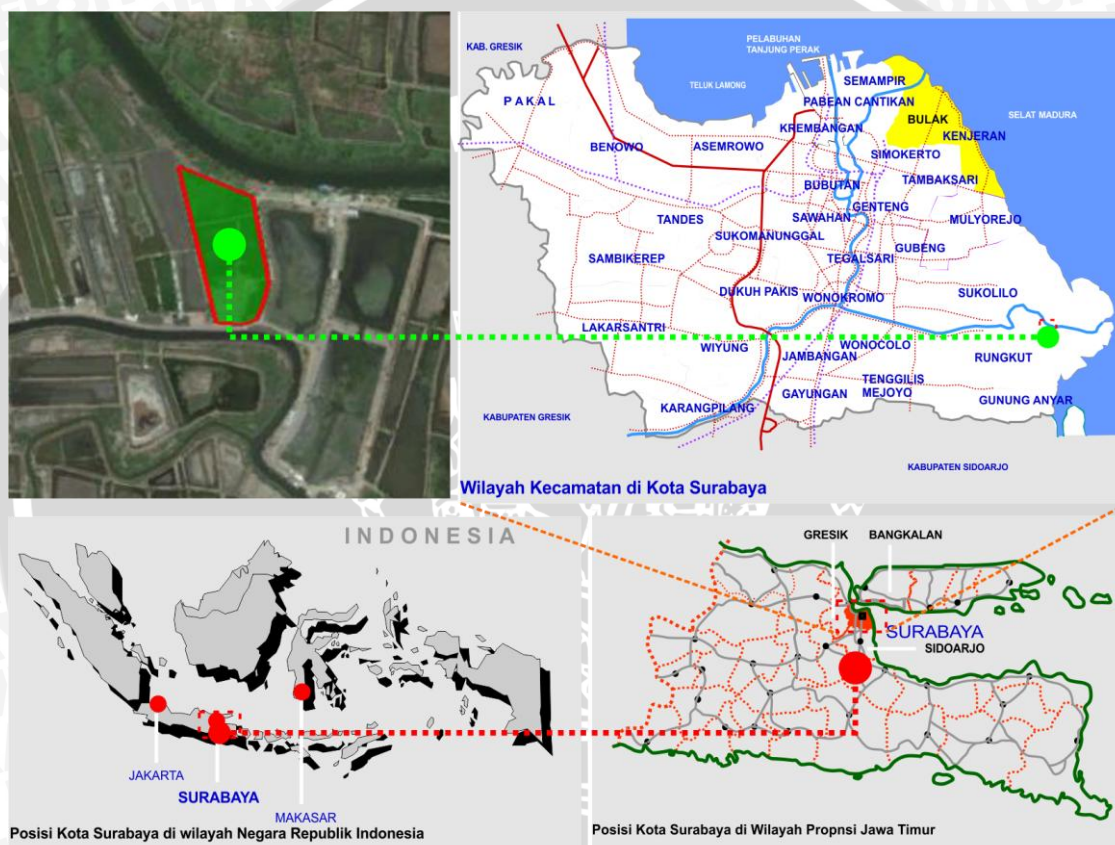 KAB. GRESIK
PELABUHAN
TANJUNG PERAK
TELUK LAMONG
SEMAMPIR
PAKAL
PABEAN CANTIKAN
BULAK
SELAT MADURA
KREMBANGAN
KENJERAN
BENOWO
ASEMROWO
SIMOKERTO
BUBUTAN
TAMBAKSARI
GENTENG
TANDES
SAWAHAN
MULYOREJO
SUKOMANUNGGAL
GUBENG
SAMBIKEREP
TEGALSARI
DUKUH PAKIS
WONOKROMO
SUKOLILO
LAKARSANTRI
WIYUNG
WONOCOLO
JAMBANGAN
RUNGKUT
TENGGILIS
MEJOYO
GAYUNGAN
GUNUNG ANYAR
KARANGPILANG
KABUPATEN GRESIK
KABUPATEN SIDOARJO
Wilayah Kecamatan di Kota Surabaya
INDONESIA
JAKARTA
SURABAYA
MAKASAR
Posisi Kota Surabaya di wilayah Negara Republik Indonesia
GRESIK
BANGKALAN
SURABAYA
SIDOARJO
Posisi Kota Surabaya di Wilayah Propnsi Jawa Timur